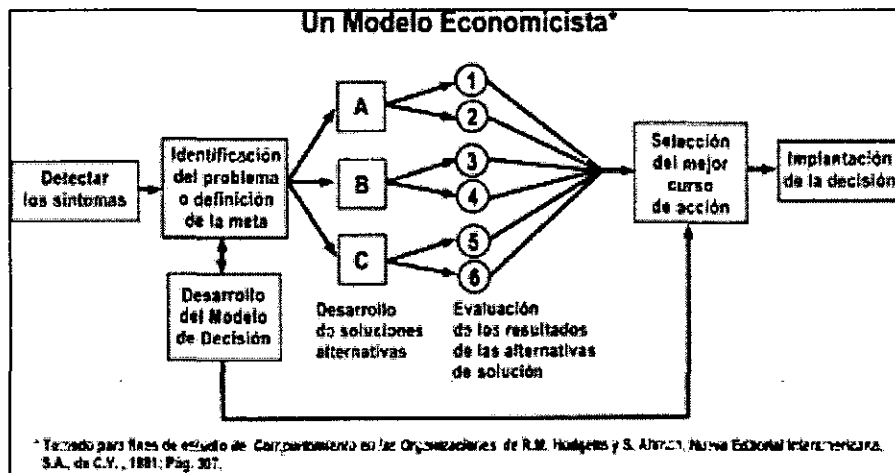 Un Modelo Economicista*
Detectar
los síntomas
Identificación
del problema
o definición
de la meta
Desarrollo
del Modelo
de Decisión
A
B
C
Desarrollo
de soluciones
alternativas
1
2
3
4
5
6
Evaluación
de los resultados
de las alternativas
de solución
Selección
del mejor
curso
de acción
Implantación
de la decisión
* Tomado para fines de estudio de Comportamiento en las Organizaciones de R.M. Hodgetts y S. Altman, Nueva Editorial Interamericana,
S.A., de C.V., 1981; Pág. 307.